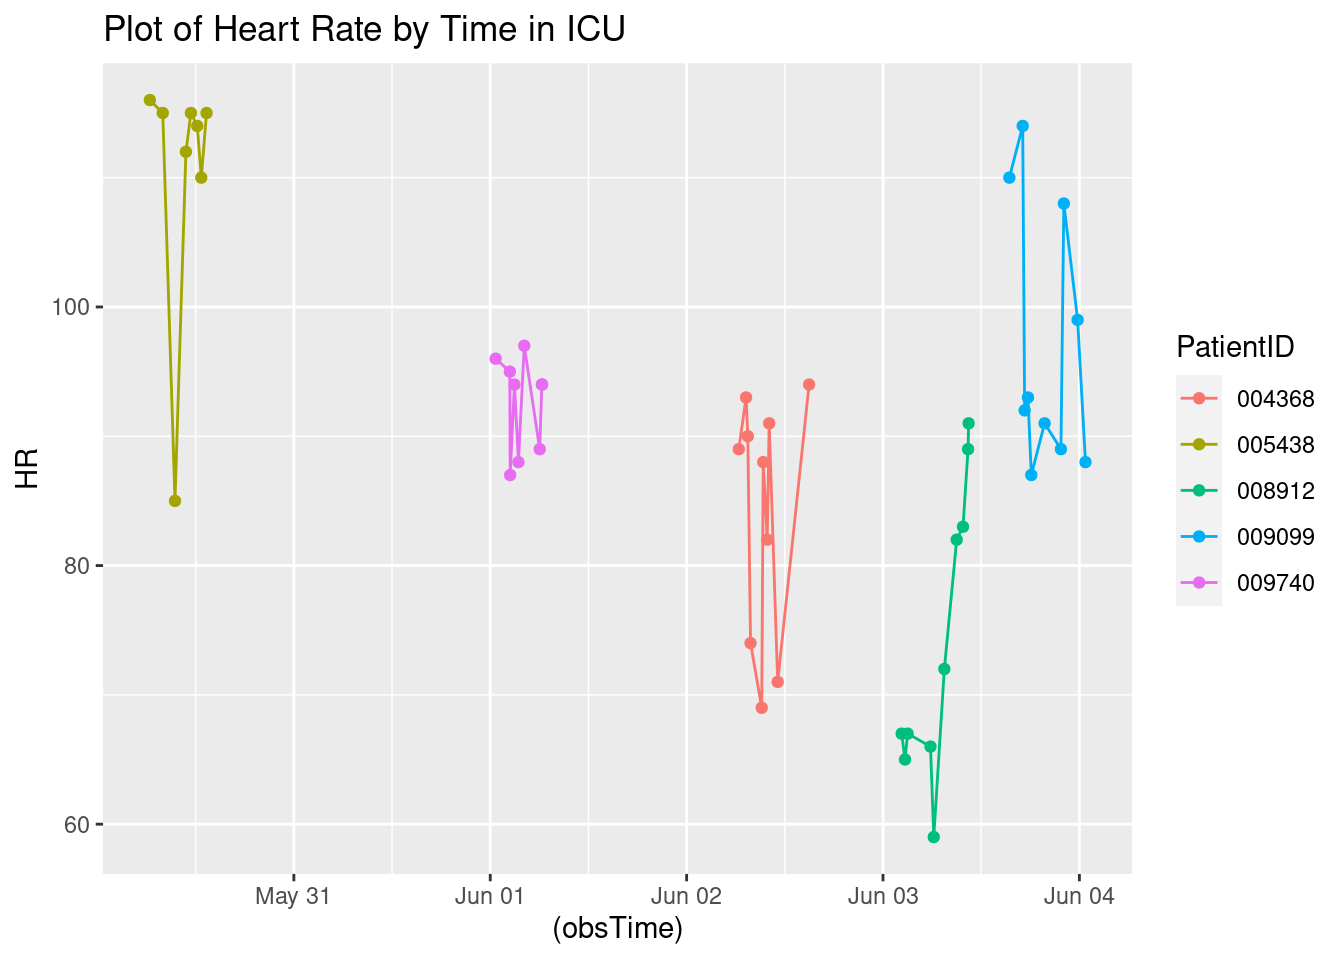 Plot of Heart Rate by Time in ICU
HR
100
80
60
May 31
Jun 01
Jun 02
Jun 03
Jun 04
(obsTime)
PatientID
004368
005438
008912
009099
009740